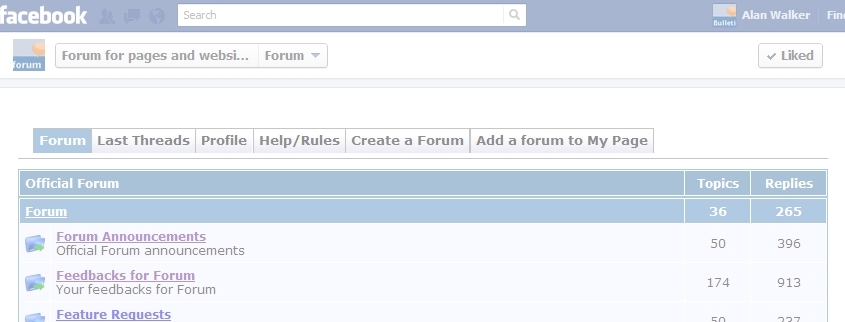 facebook Search Bulleti Alan Walker Fin
forum Forum for pages and websi... Forum Liked
Forum Last Threads Profile Help/Rules Create a Forum Add a forum to My Page
Official Forum Topics Replies
Forum 36 265
Forum Announcements
Official Forum announcements 50 396
Feedbacks for Forum
Your feedbacks for Forum 174 913
Feature Requests 50 237